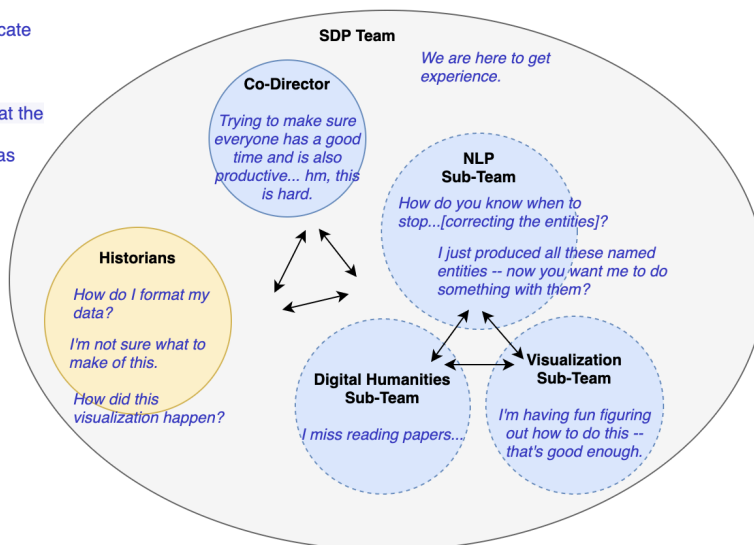 cate
at the
as
SDP Team
We are here to get
experience.
Co-Director
Trying to make sure
everyone has a good
time and is also
productive... hm, this
is hard.
NLP
Sub-Team
How do you know when to
stop...[correcting the entities]?
I just produced all these named
entities -- now you want me to do
something with them?
Historians
How do I format my
data?
I'm not sure what to
make of this.
How did this
visualization happen?
Digital Humanities
Sub-Team
I miss reading papers...
Visualization
Sub-Team
I'm having fun figuring
out how to do this --
that's good enough.